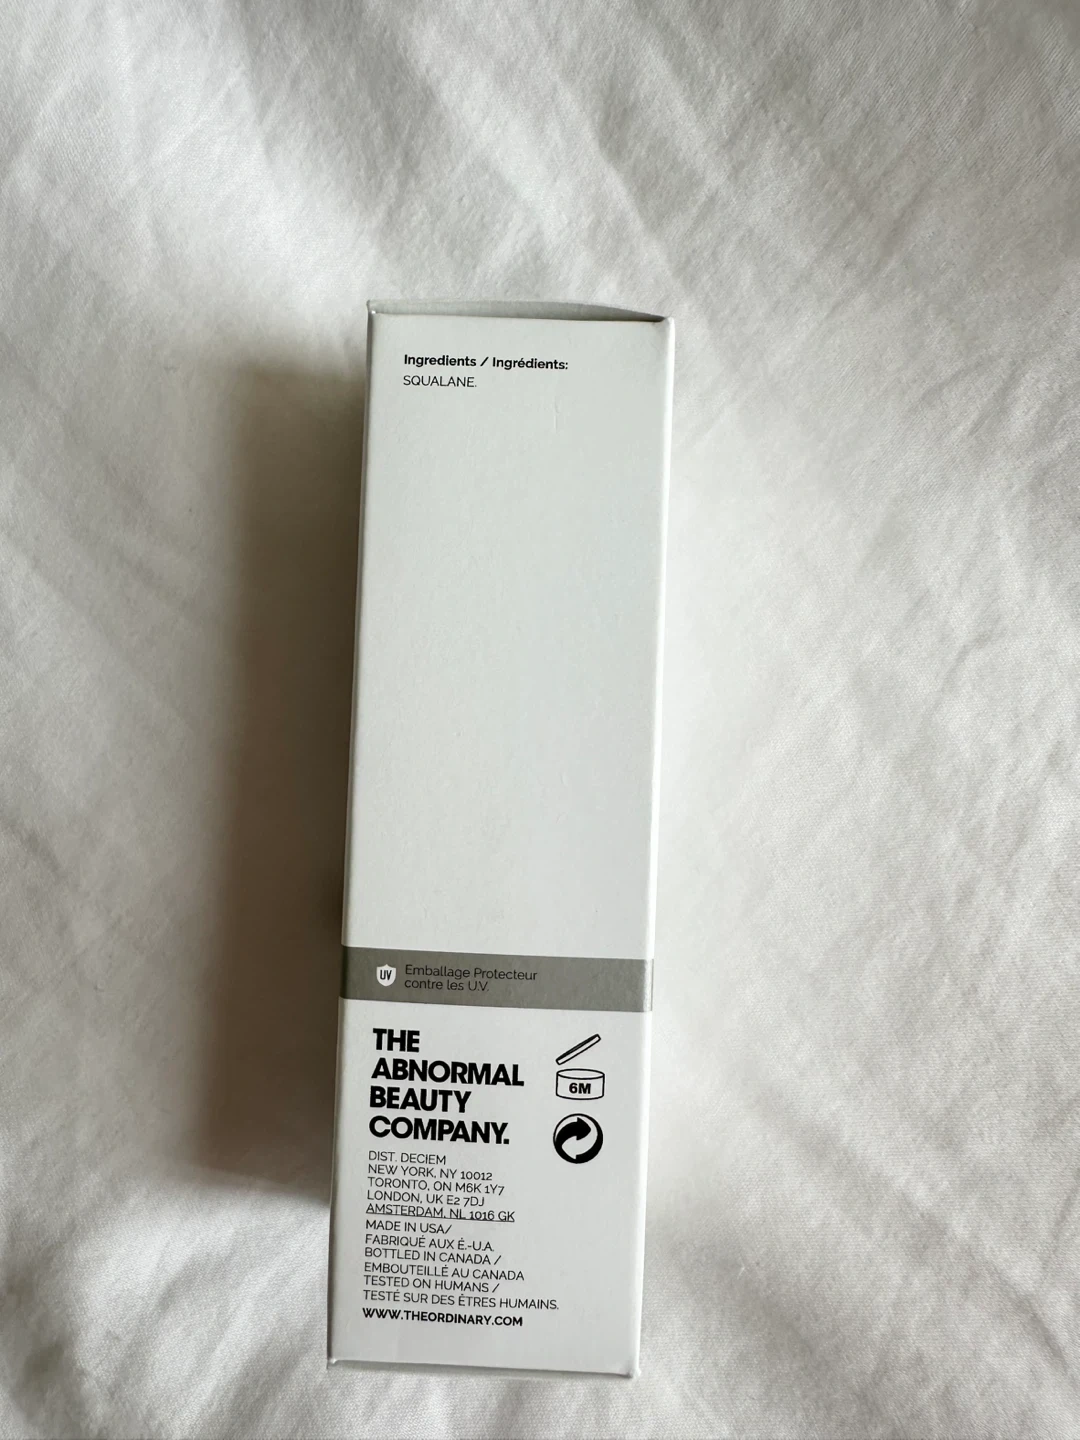 Ingredients / Ingrédients:
SQUALANE.
UV
Emballage Protecteur
contre les U.V.
THE
ABNORMAL
BEAUTY
COMPANY.
6M
DIST. DECIEM
NEW YORK, NY 10012
TORONTO, ON M6K 1Y7
LONDON, UK E2 7DJ
AMSTERDAM, NL 1016 GK
MADE IN USA/
FABRIQUÉ AUX É.-U.A.
BOTTLED IN CANADA /
EMBOUTEILLÉ AU CANADA
TESTED ON HUMANS /
TESTÉ SUR DES ÊTRES HUMAINS.
WWW.THEORDINARY.COM